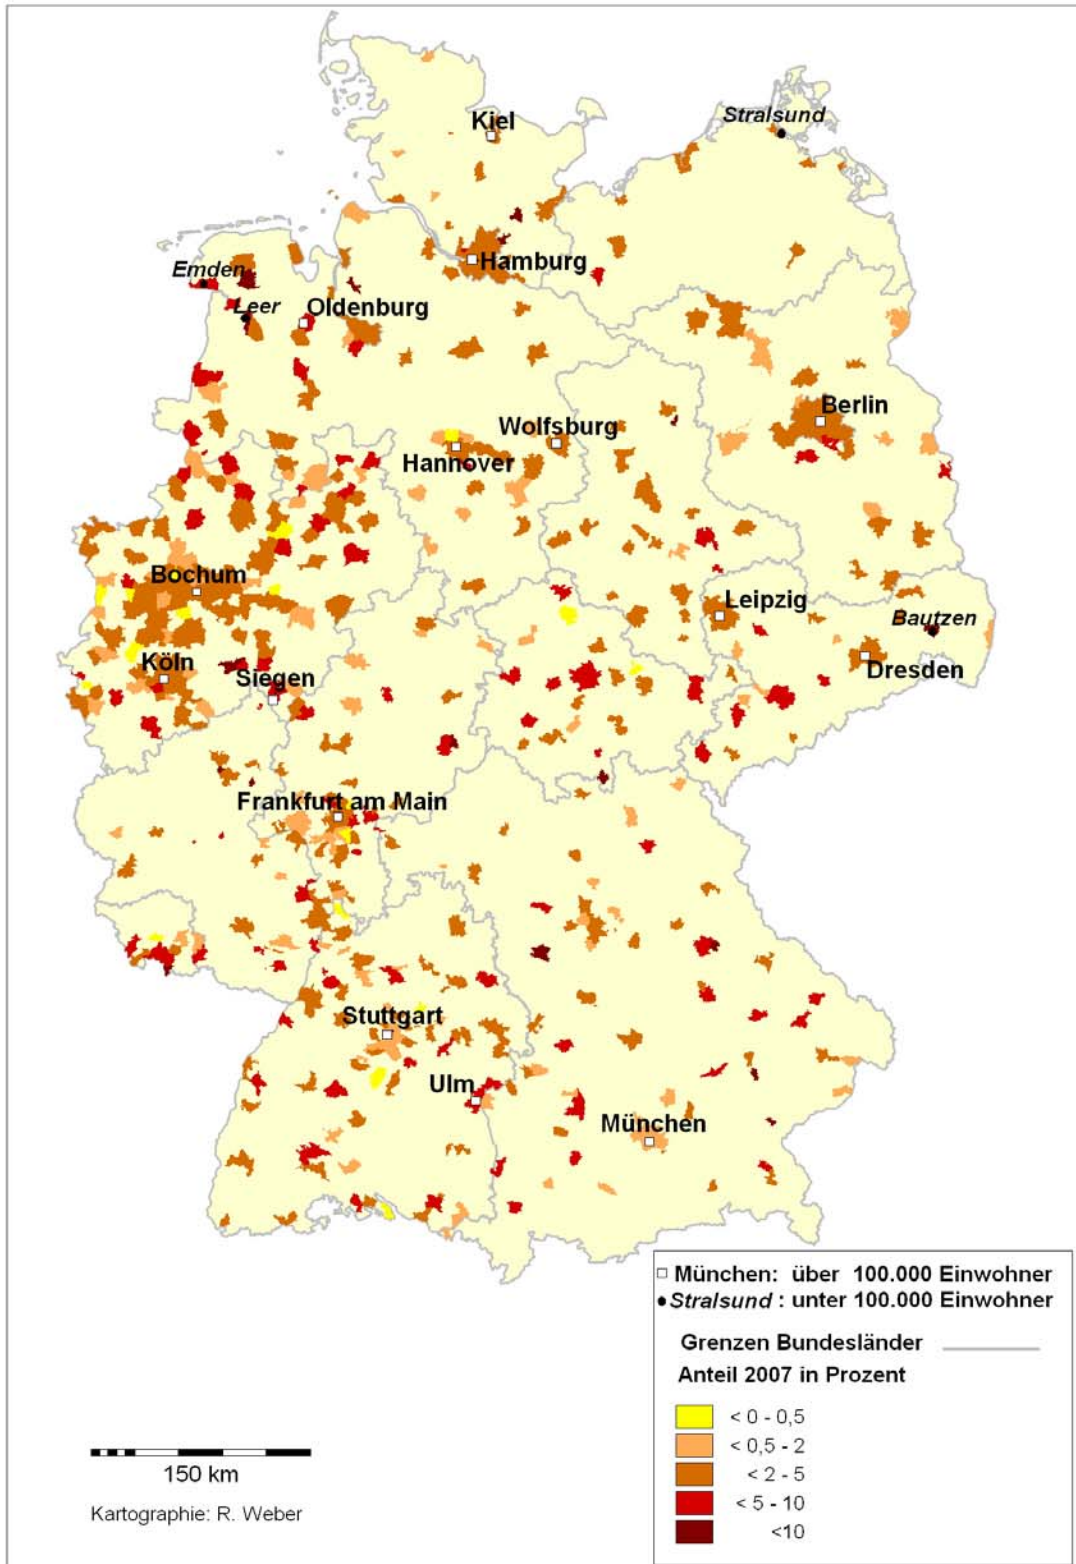 Kiel
Stralsund
Hamburg
Emden
Leer
Oldenburg
Berlin
Wolfsburg
Hannover
Bochum
Leipzig
Bautzen
Köln
Siegen
Dresden
Frankfurt am Main
Stuttgart
Ulm
München
München: über 100.000 Einwohner
Stralsund : unter 100.000 Einwohner
Grenzen Bundesländer
Anteil 2007 in Prozent
< 0 - 0,5
< 0,5 - 2
< 2 - 5
< 5 - 10
<10
150 km
Kartographie: R. Weber